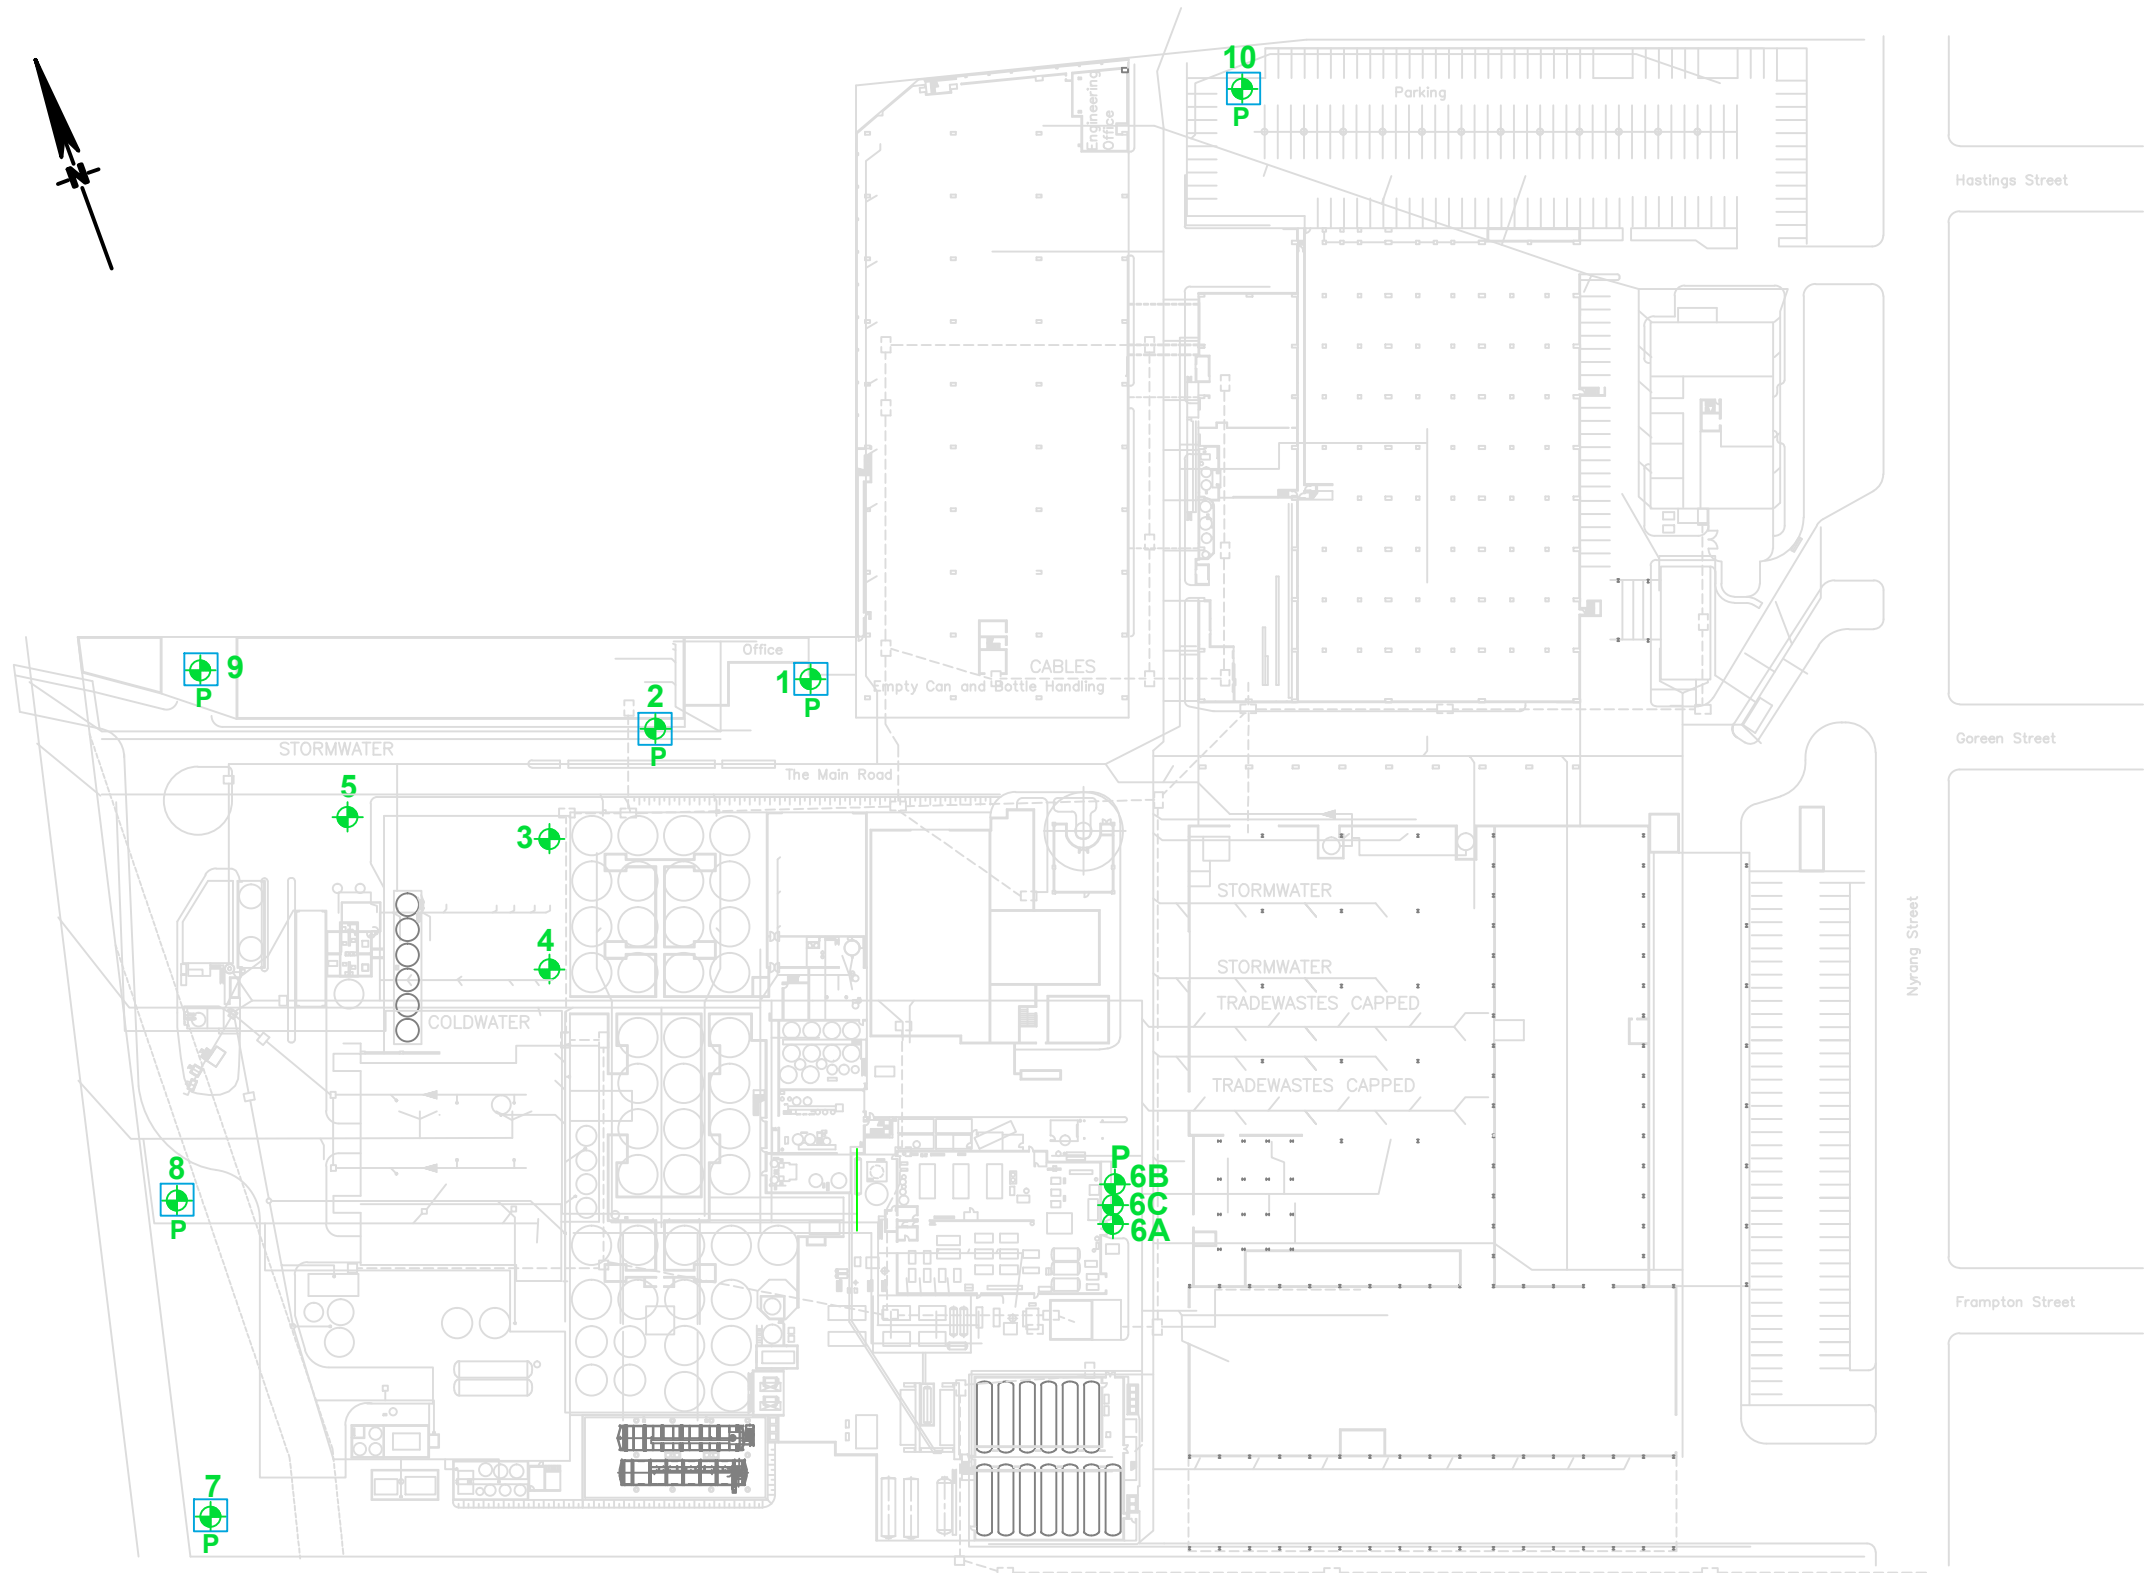 10
P
Parking
Engineering
Office
N
Hastings Street
9
P
Office
1
P
2
P
CABLES
Empty Can and Bottle Handling
STORMWATER
The Main Road
Goreen Street
5
3
4
STORMWATER
STORMWATER
TRADEWASTES CAPPED
COLDWATER
TRADEWASTES CAPPED
Nyrang Street
P
6B
6C
6A
8
P
Frampton Street
7
P